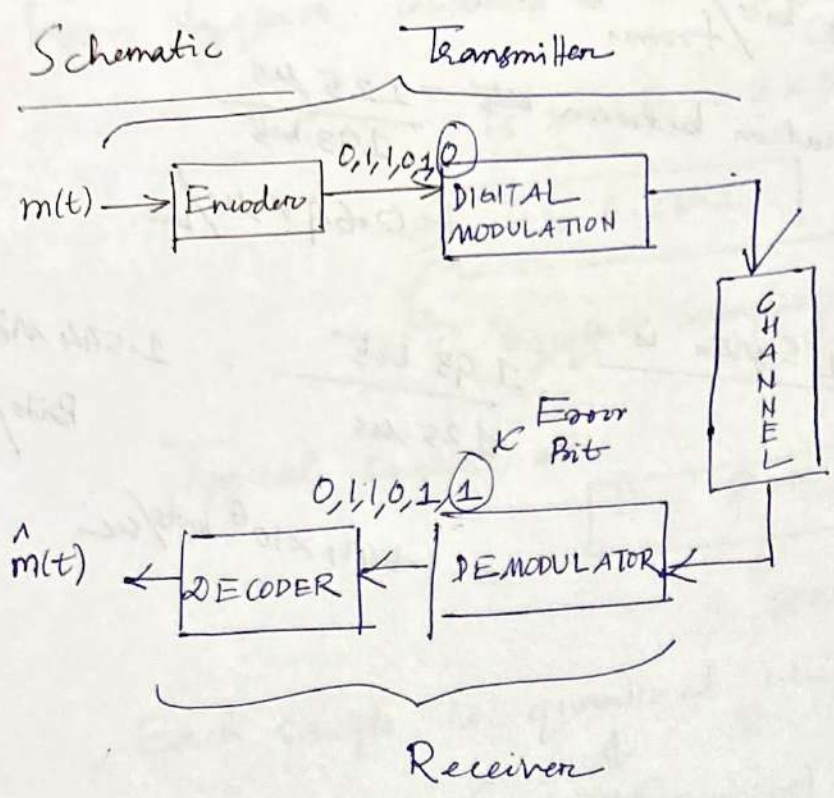 Schematic
Transmitter
0,1,1,0,1,0
m(t)
Encoder
DIGITAL
MODULATION
CHANNEL
Error
Bit
0,1,1,0,1,1
m̂(t)
DECODER
DEMODULATOR
Receiver